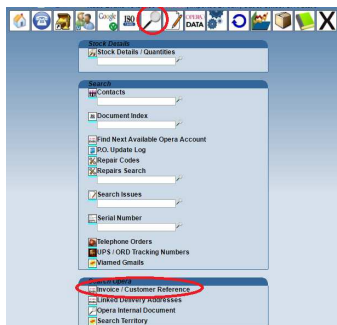 Google
ISO
OPERA
DATA
Stock Details
Stock Details / Quantities
Search
Contacts
Document Index
Find Next Available Opera Account
P.O. Update Log
Repair Codes
Repairs Search
Search Issues
Serial Number
Telephone Orders
UPS / ORD Tracking Numbers
Viamed Gmails
Search Opera
Invoice / Customer Reference
Linked Delivery Addresses
Opera Internal Document
Search Territory